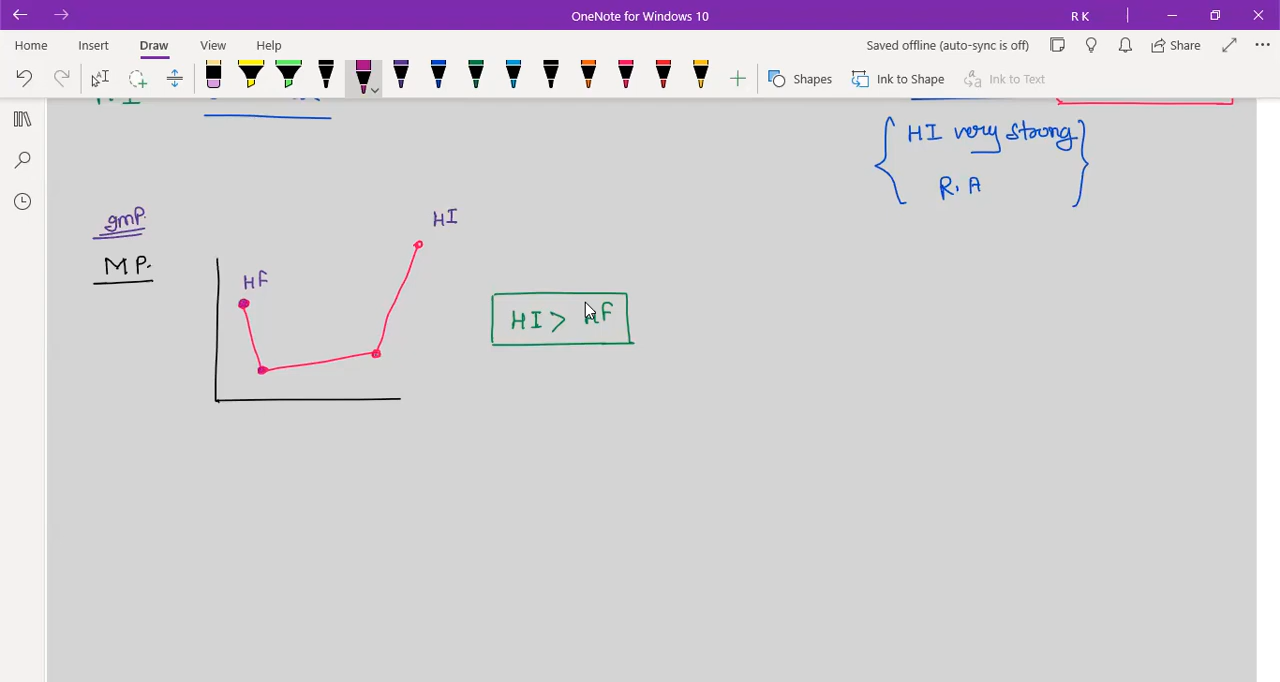 OneNote for Windows 10
R K
Home Insert Draw View Help
Saved offline (auto-sync is off)
Share
Shapes
Ink to Shape
Ink to Text
HI very strong
R. A
gmp.
MP.
HF
HI
HI > HF